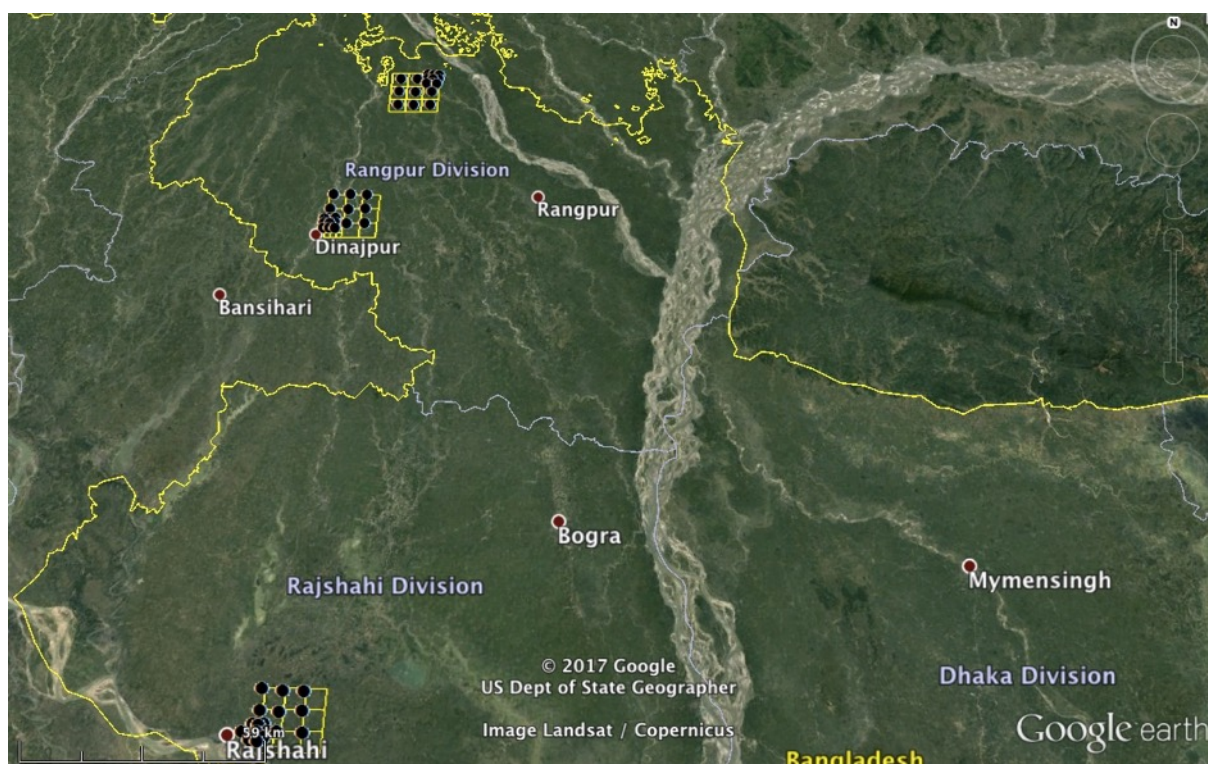 N
Rangpur Division
Rangpur
Dinajpur
Bansihari
Bogra
Mymensingh
Rajshahi Division
© 2017 Google
US Dept of State Geographer
Dhaka Division
Image Landsat / Copernicus
Google earth
59 km
Rajshahi
Bangladesh